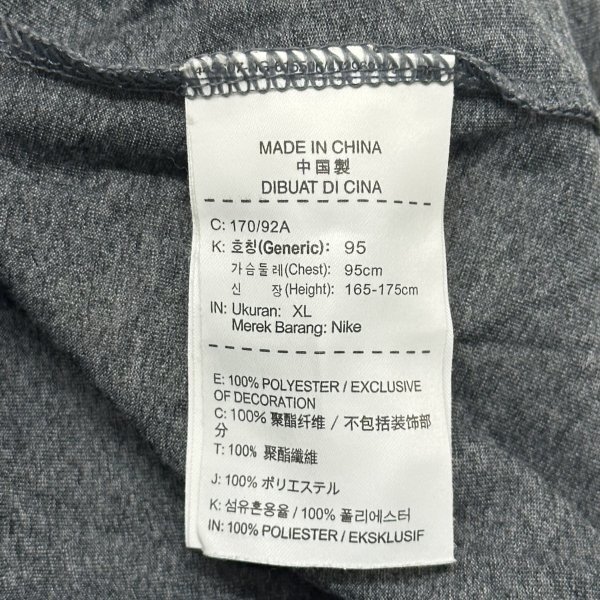 MADE IN CHINA
中国製
DIBUAT DI CINA
C: 170/92A
K: 호칭(Generic): 95
가슴둘레(Chest): 95cm
신 장(Height): 165-175cm
IN: Ukuran: XL
Merek Barang: Nike
E: 100% POLYESTER / EXCLUSIVE
OF DECORATION
C: 100% 聚酯纤维 / 不包括装饰部
分
T: 100% 聚酯纖維
J: 100% ポリエステル
K: 섬유혼용율 / 100% 폴리에스터
IN: 100% POLIESTER / EKSKLUSIF